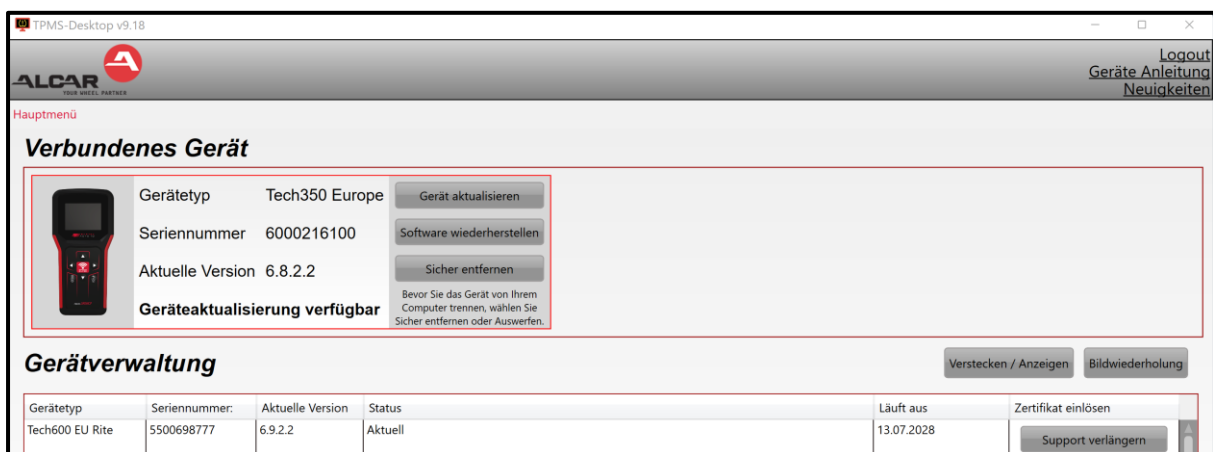 TPMS-Desktop v9.18
ALCAR
YOUR WHEEL PARTNER
Logout
Geräte Anleitung
Neuigkeiten
Hauptmenü
Verbundenes Gerät
Gerätetyp Tech350 Europe
Gerät aktualisieren
Seriennummer 6000216100
Software wiederherstellen
Aktuelle Version 6.8.2.2
Sicher entfernen
Geräteaktualisierung verfügbar
Bevor Sie das Gerät von Ihrem
Computer trennen, wählen Sie
Sicher entfernen oder Auswerfen.
Gerätverwaltung
Verstecken / Anzeigen Bildwiederholung
Gerätetyp Seriennummer: Aktuelle Version Status Läuft aus Zertifikat einlösen
Tech600 EU Rite 5500698777 6.9.2.2 Aktuell 13.07.2028 Support verlängern